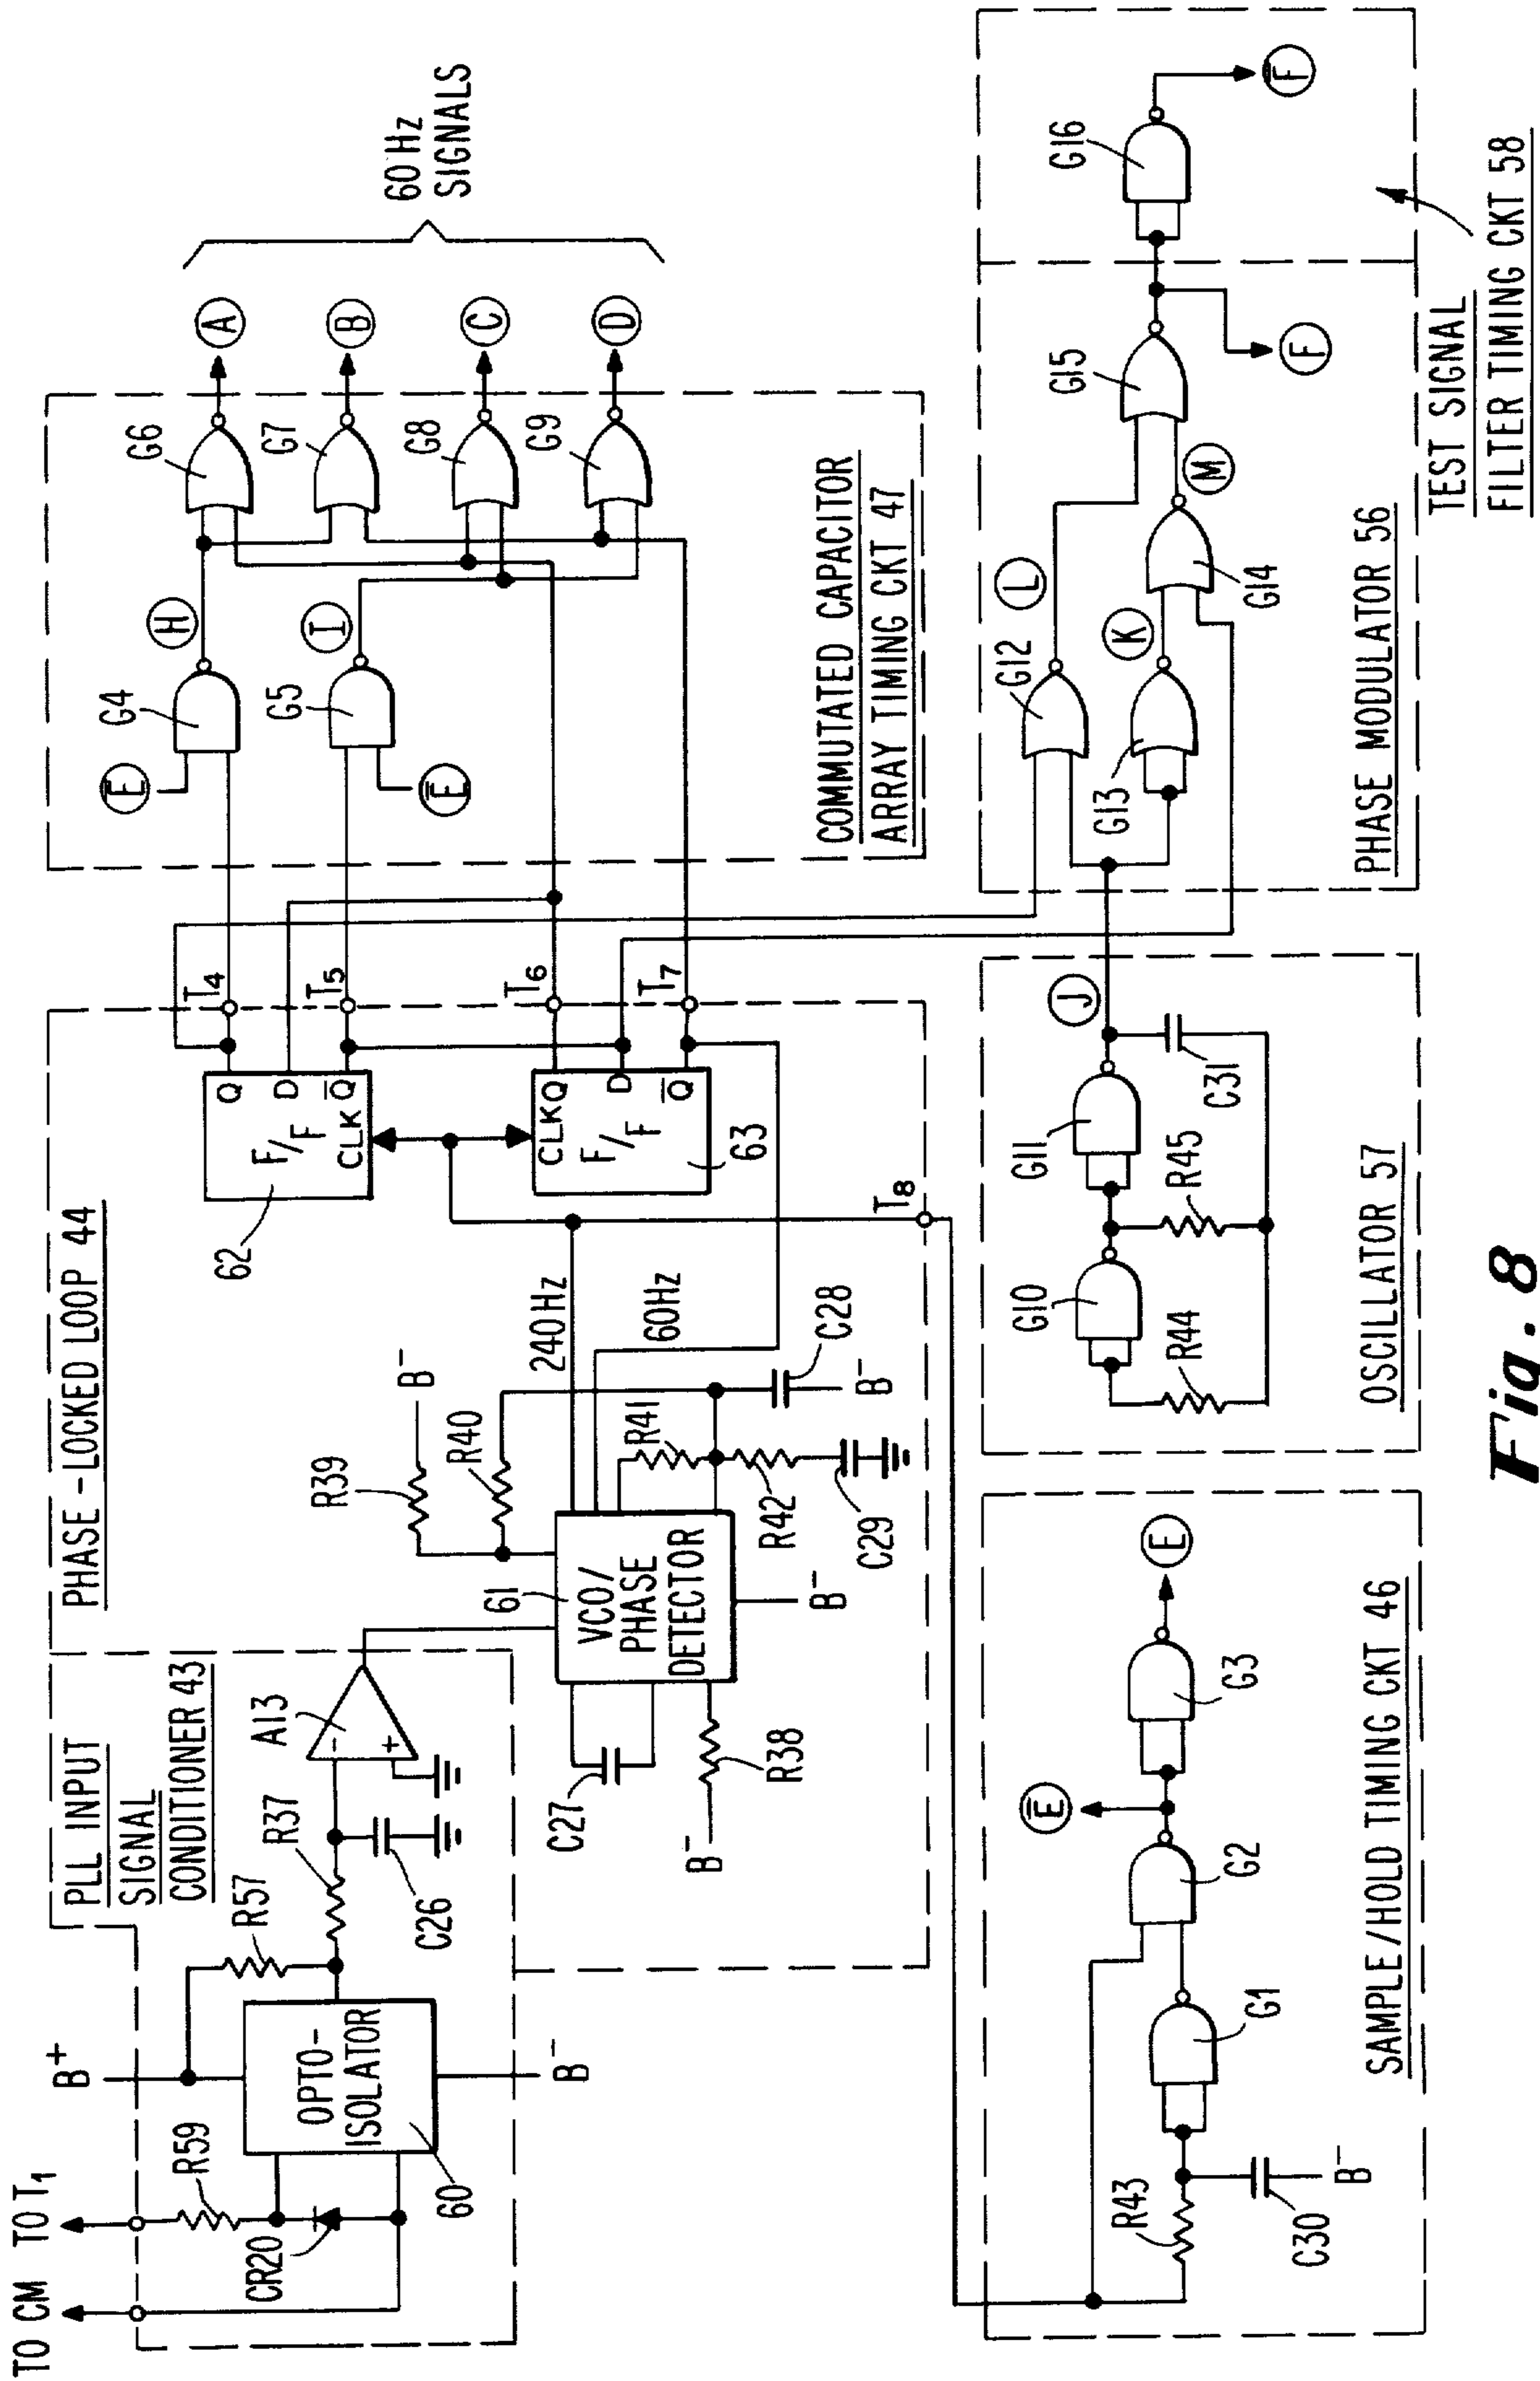 TO CM
TO T1
B+
R59
CR20
60
OPTO-
ISOLATOR
B-
R57
PLL INPUT
SIGNAL
CONDITIONER 43
R37
C26
A13
-
+
PHASE-LOCKED LOOP 44
R39
B-
R40
61
VCO/
PHASE
DETECTOR
C27
R38
B-
B-
R41
R42
C29
C28
B-
240Hz
60Hz
62
Q
D
Q̅
F/F
CLK
CLK
Q
D
Q̅
F/F
63
T4
T5
T6
T7
T8
E̅
G4
H
G5
I
E̅
G6
G7
G8
G9
A
B
C
D
60 Hz
SIGNALS
COMMUTATED CAPACITOR
ARRAY TIMING CKT 47
R43
C30
B-
G1
G2
E̅
G3
E
SAMPLE/HOLD TIMING CKT 46
G10
R44
G11
R45
C31
J
OSCILLATOR 57
G12
G13
K
L
G14
M
G15
F
PHASE MODULATOR 56
G16
F̅
TEST SIGNAL
FILTER TIMING CKT 58
Fig. 8